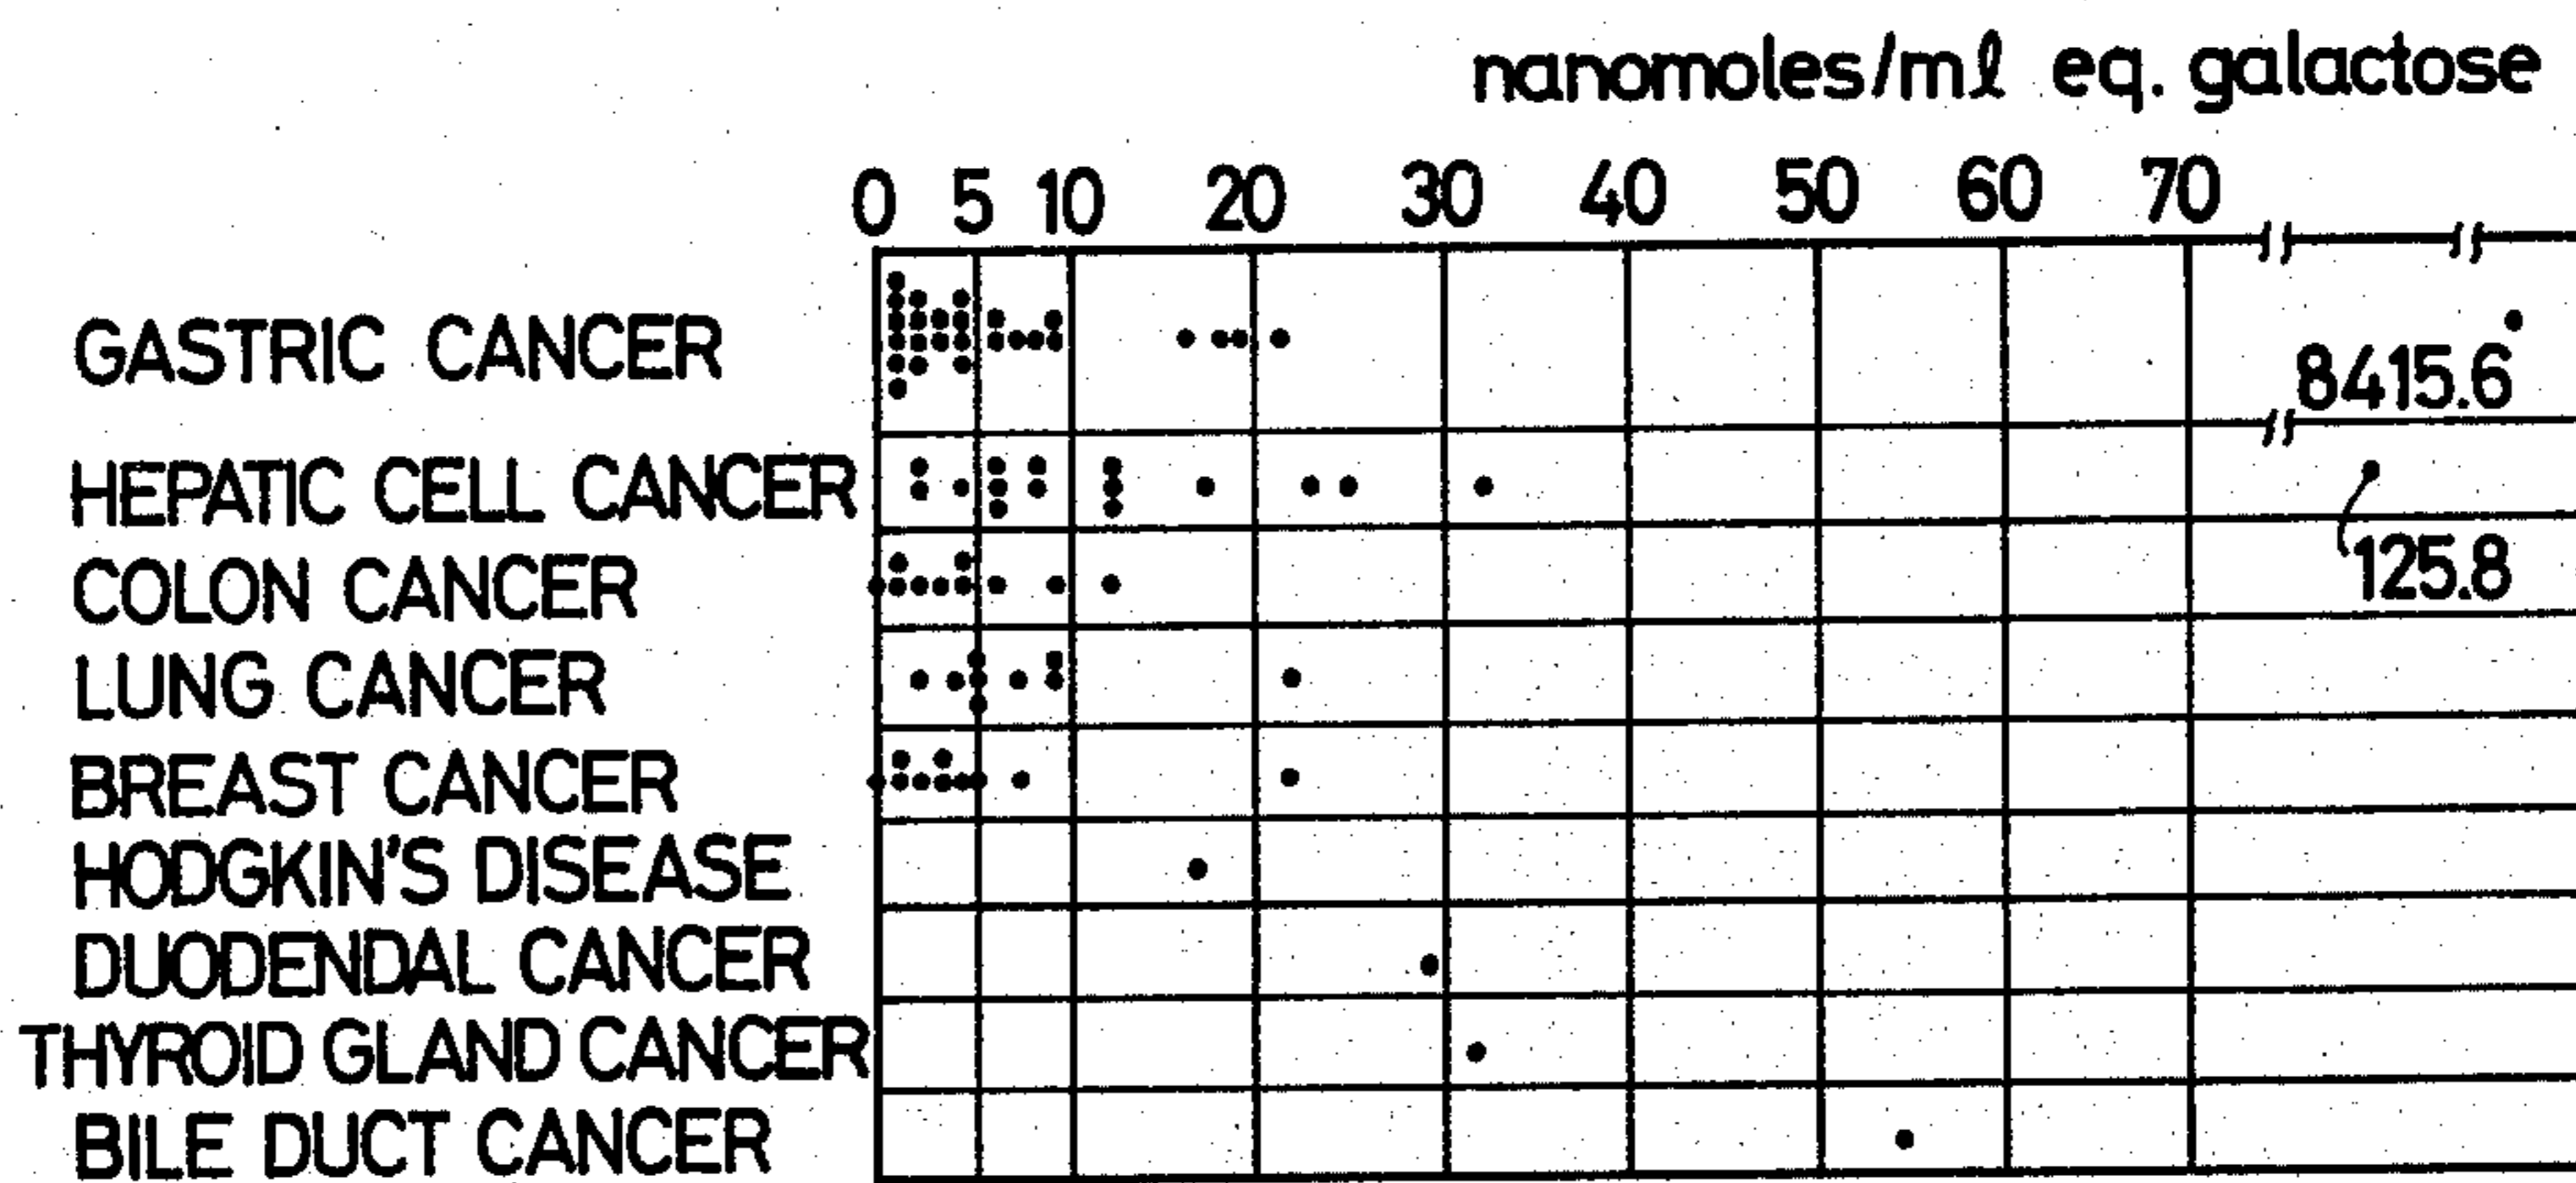 nanomoles/mℓ eq. galactose
0 5 10 20 30 40 50 60 70
GASTRIC CANCER
8415.6
HEPATIC CELL CANCER
COLON CANCER
125.8
LUNG CANCER
BREAST CANCER
HODGKIN'S DISEASE
DUODENDAL CANCER
THYROID GLAND CANCER
BILE DUCT CANCER